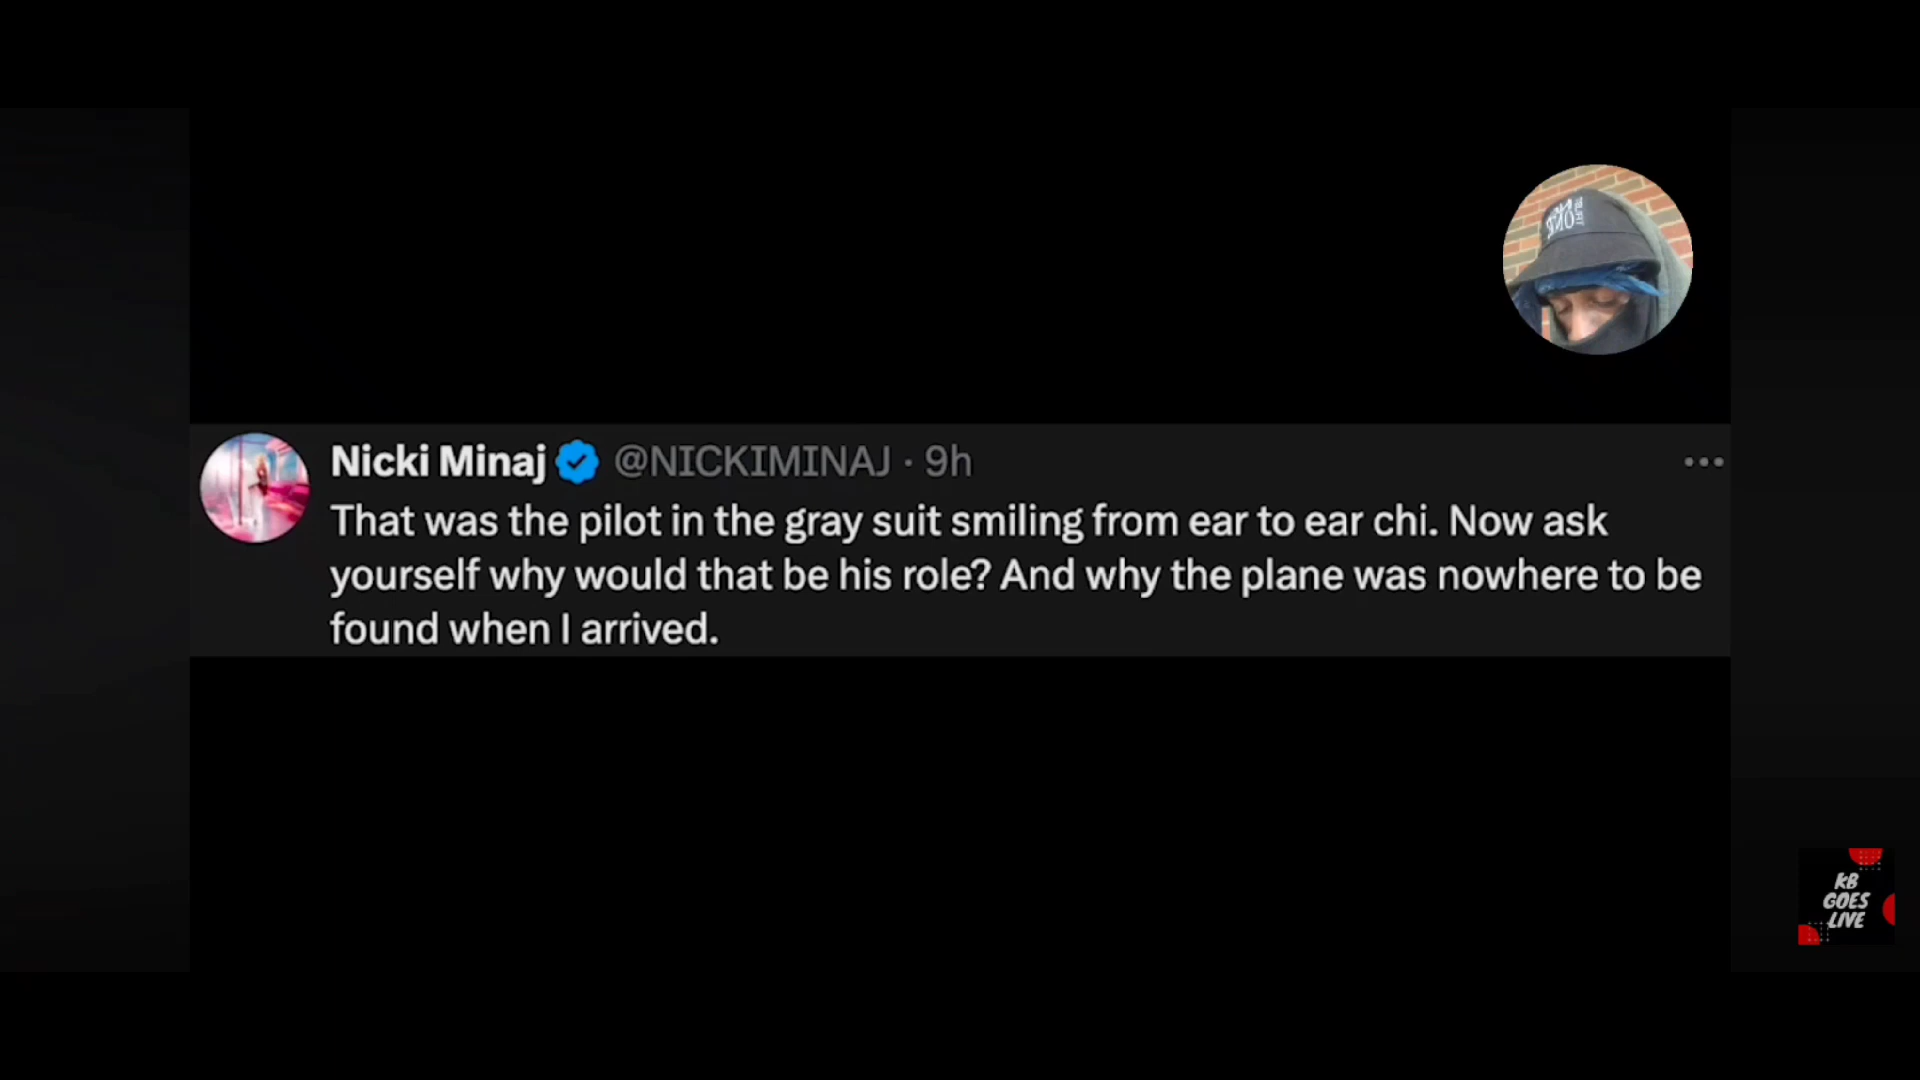 Nicki Minaj @NICKIMINAJ · 9h
That was the pilot in the gray suit smiling from ear to ear chi. Now ask
yourself why would that be his role? And why the plane was nowhere to be
found when I arrived.
KB
GOES
LIVE